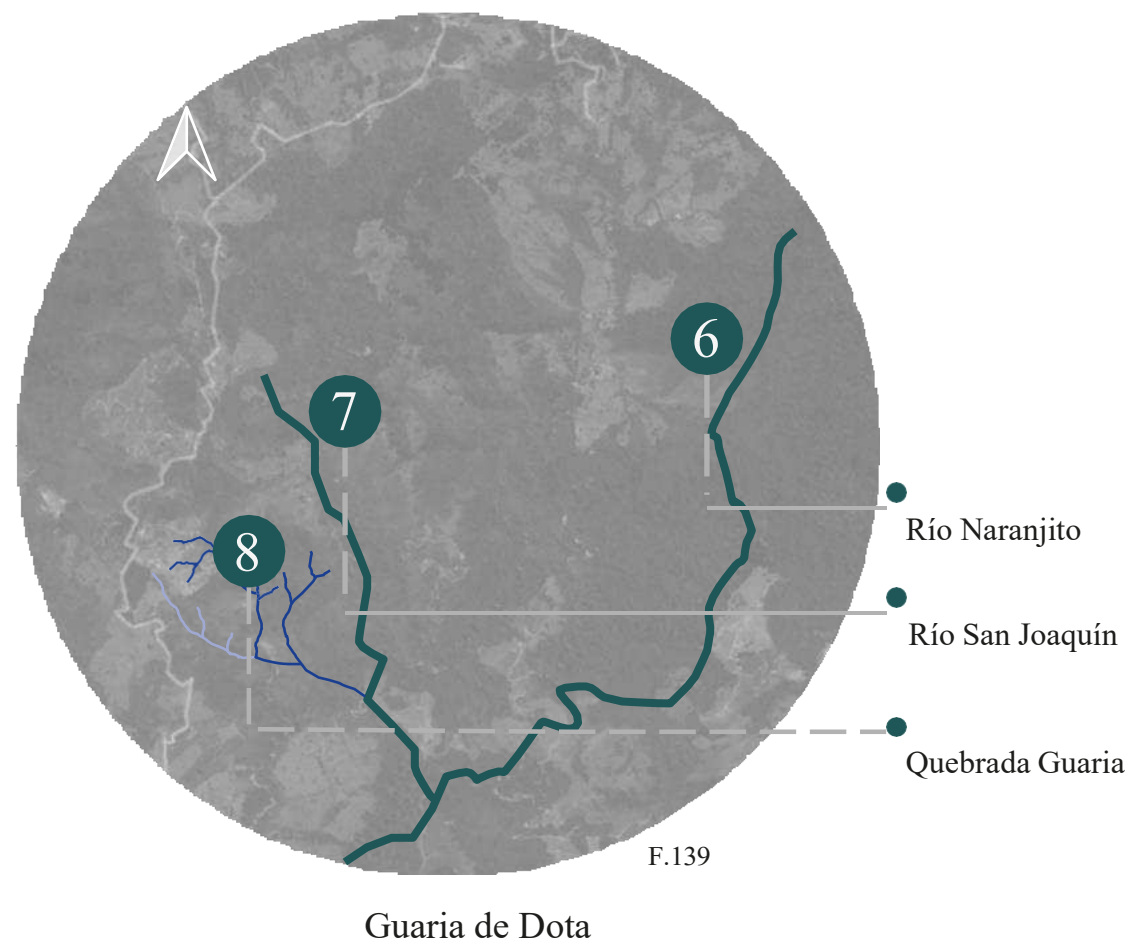 6
7
8
Río Naranjito
Río San Joaquín
Quebrada Guaria
F.139
Guaria de Dota